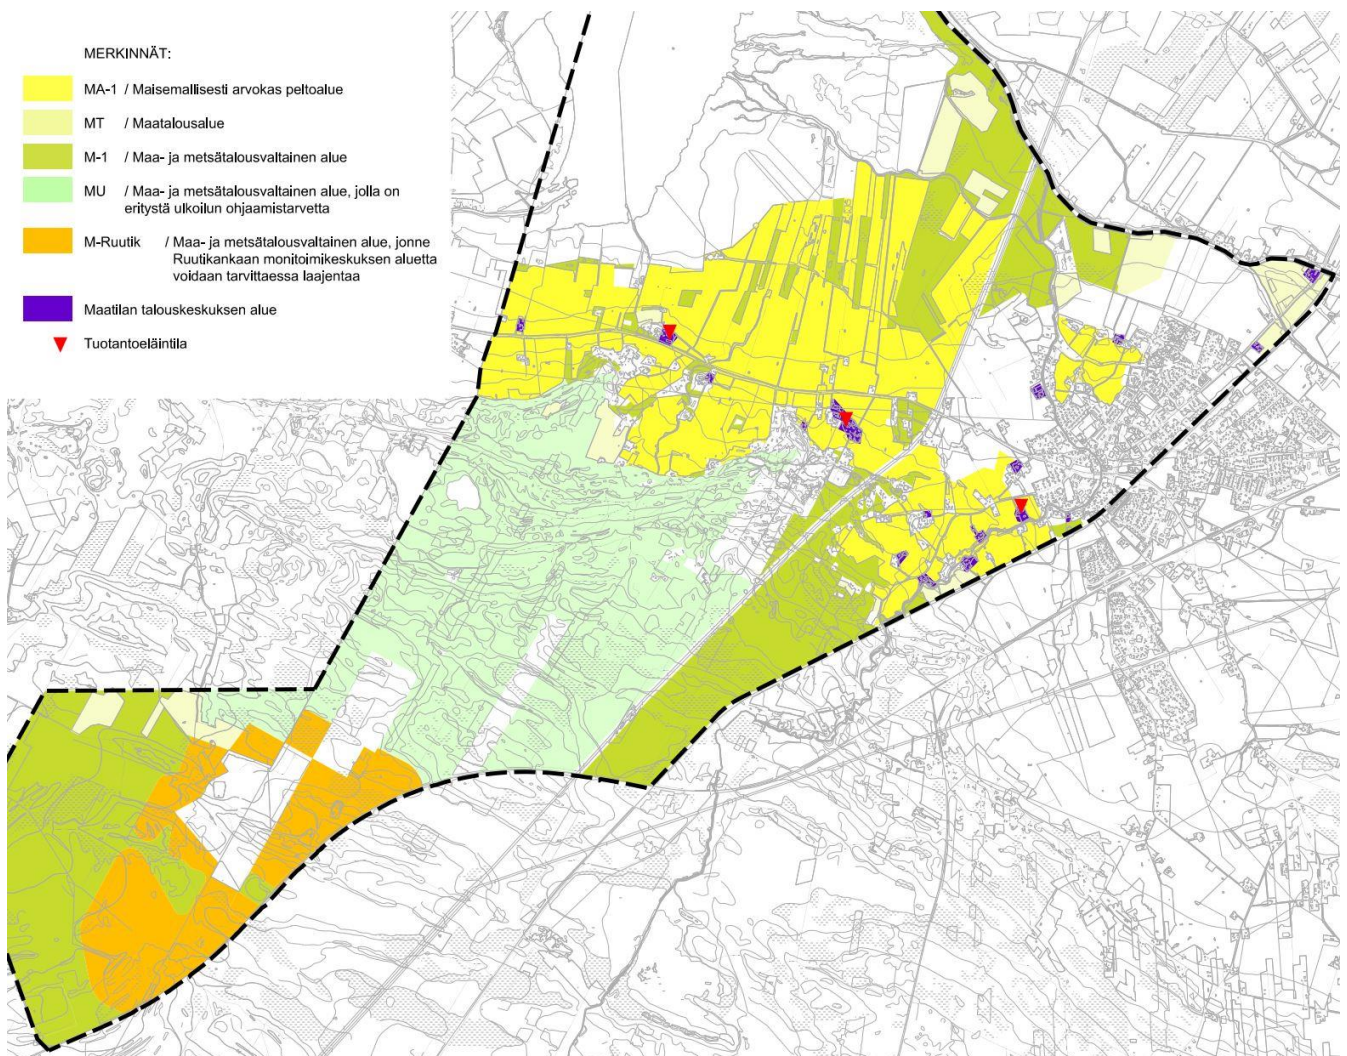 MERKINNÄT:
MA-1 / Maisemallisesti arvokas peltoalue
MT / Maatalousalue
M-1 / Maa- ja metsätalousvaltainen alue
MU / Maa- ja metsätalousvaltainen alue, jolla on
eritystä ulkoilun ohjaamistarvetta
M-Ruutik / Maa- ja metsätalousvaltainen alue, jonne
Ruutikankaan monitoimikeskuksen aluetta
voidaan tarvittaessa laajentaa
Maatilan talouskeskuksen alue
Tuotantoeläintila